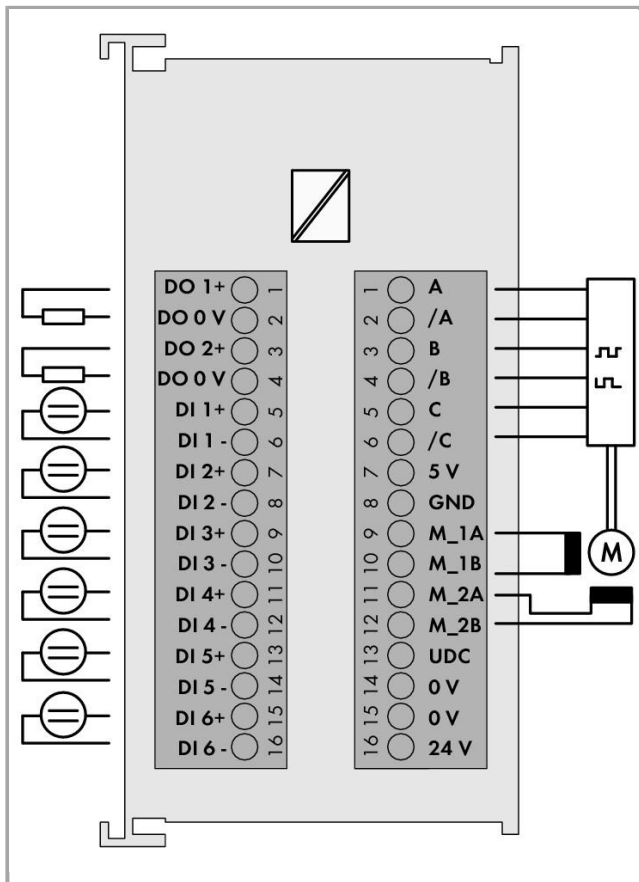 DO 1+ 1
DO 0 V 2
DO 2+ 3
DO 0 V 4
DI 1+ 5
DI 1 - 6
DI 2+ 7
DI 2 - 8
DI 3+ 9
DI 3 - 10
DI 4+ 11
DI 4 - 12
DI 5+ 13
DI 5 - 14
DI 6+ 15
DI 6 - 16
1 A
2 /A
3 B
4 /B
5 C
6 /C
7 5 V
8 GND
9 M_1A
10 M_1B
11 M_2A
12 M_2B
13 UDC
14 0 V
15 0 V
16 24 V
M